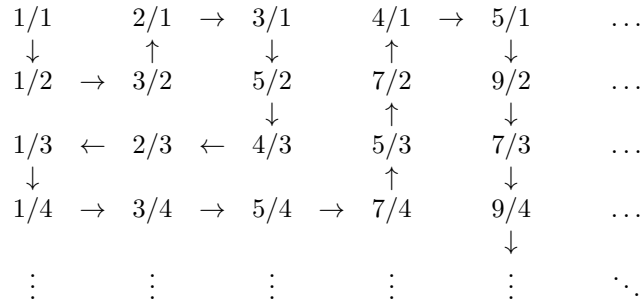 1/1 2/1 → 3/1 4/1 → 5/1 …
↓ ↑ ↓ ↑ ↓
1/2 → 3/2 5/2 7/2 9/2 …
↓ ↑ ↓
1/3 ← 2/3 ← 4/3 5/3 7/3 …
↓ ↑ ↓
1/4 → 3/4 → 5/4 → 7/4 9/4 …
↓
⋮ ⋮ ⋮ ⋮ ⋮ ⋱